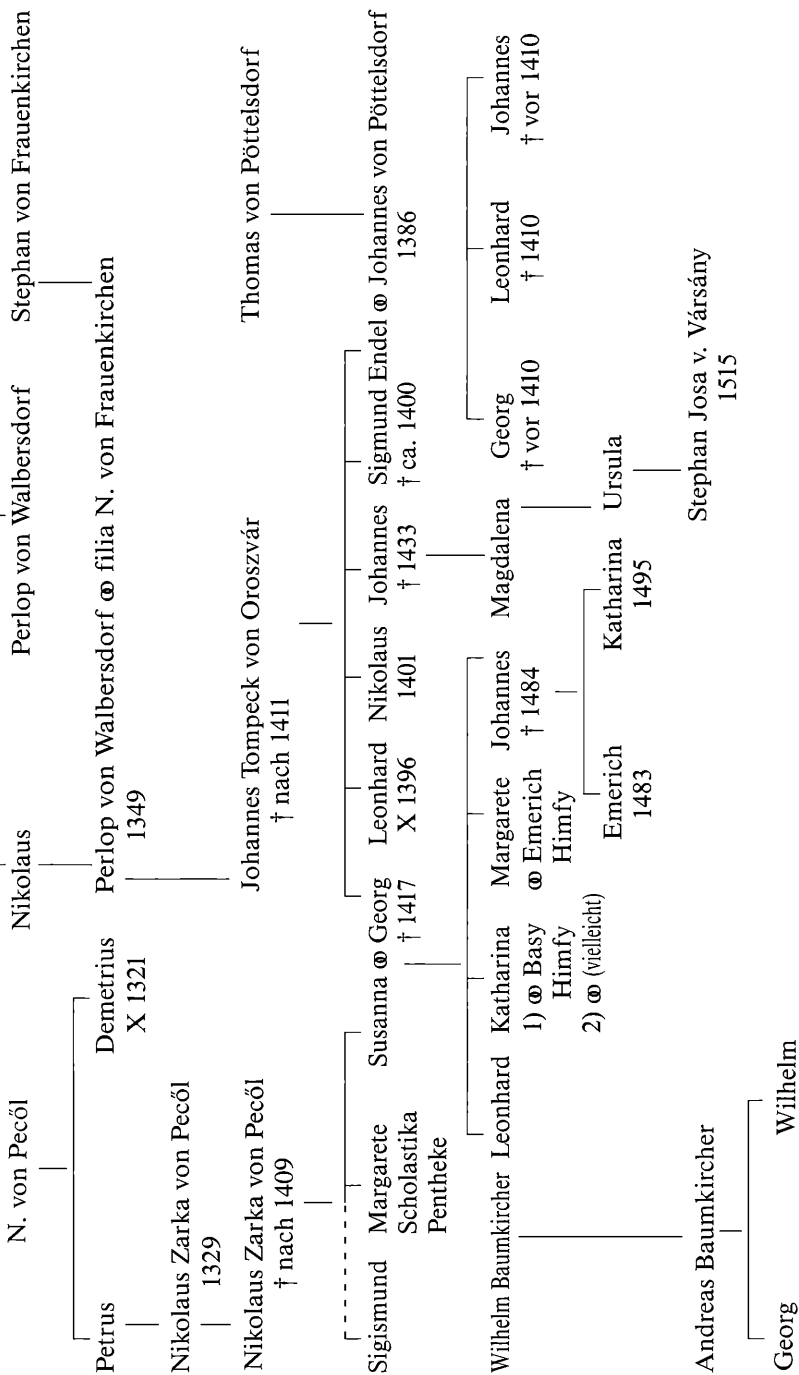 N. von Pecől
Nikolaus
Perlop von Walbersdorf
Stephan von Frauenkirchen
Petrus
Demetrius
X 1321
Perlop von Walbersdorf ⚭ filia N. von Frauenkirchen
1349
Nikolaus Zarka von Pecől
1329
Nikolaus Zarka von Pecől
† nach 1409
Johannes Tompeck von Oroszvár
† nach 1411
Thomas von Pöttelsdorf
Sigismund
Margarete
Scholastika
Pentheke
Susanna ⚭ Georg
† 1417
Leonhard
X 1396
Nikolaus
1401
Johannes
† 1433
Sigmund
† ca. 1400
Endel ⚭ Johannes von Pöttelsdorf
1386
Wilhelm Baumkircher
Leonhard
Katharina
1) ⚭ Basy
Himfy
2) ⚭ (vielleicht)
Margarete
⚭ Emerich
Himfy
Johannes
† 1484
Magdalena
Georg
† vor 1410
Leonhard
† 1410
Johannes
† vor 1410
Emerich
1483
Katharina
1495
Ursula
Andreas Baumkircher
Stephan Josa v. Vársány
1515
Georg
Wilhelm